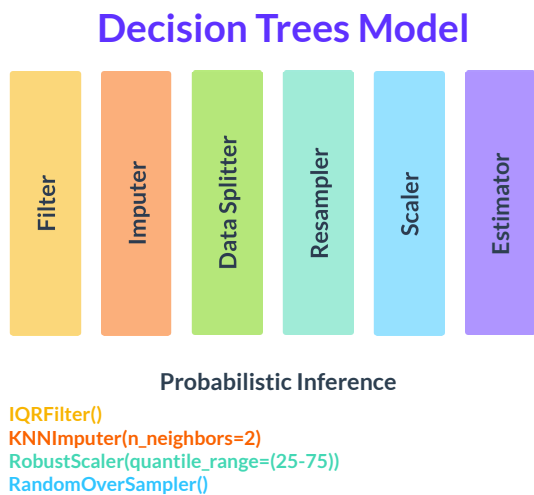 Decision Trees Model
Filter
Imputer
Data Splitter
Resampler
Scaler
Estimator
Probabilistic Inference
IQRFilter()
KNNImputer(n_neighbors=2)
RobustScaler(quantile_range=(25-75))
RandomOverSampler()